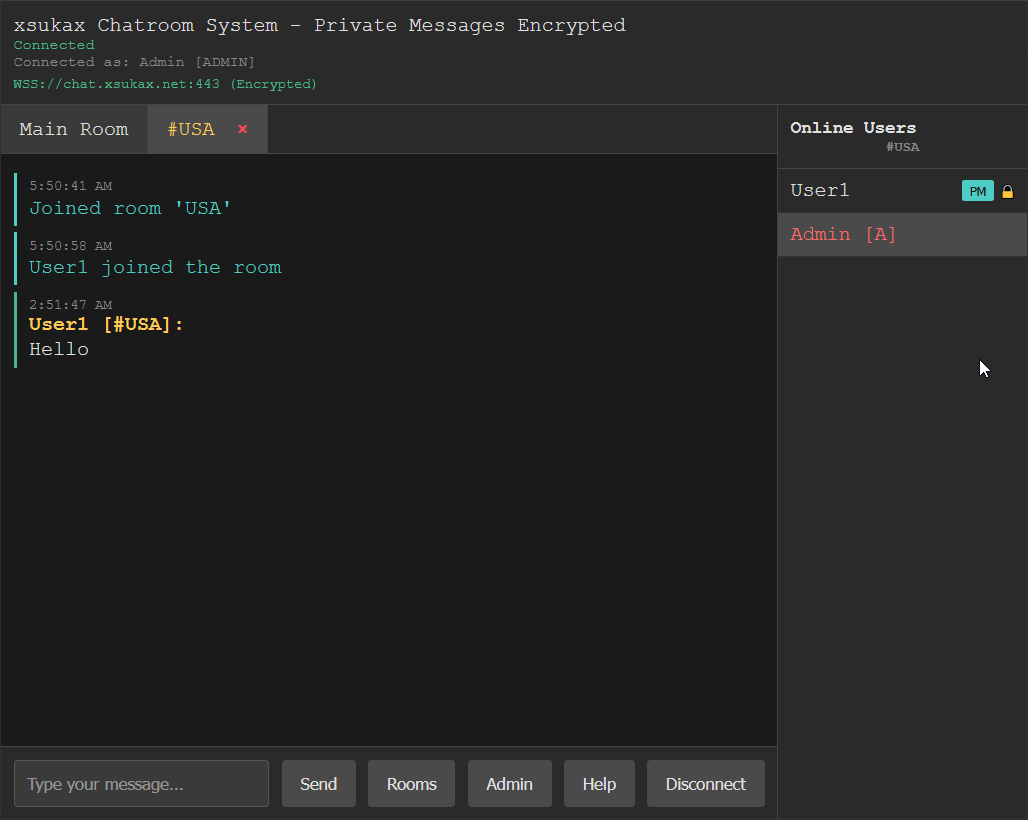 xsukax Chatroom System - Private Messages Encrypted
Connected
Connected as: Admin [ADMIN]
WSS://chat.xsukax.net:443 (Encrypted)
Main Room #USA ×
Online Users
#USA
5:50:41 AM
Joined room 'USA'
5:50:58 AM
User1 joined the room
2:51:47 AM
User1 [#USA]:
Hello
User1 PM
Admin [A]
Type your message... Send Rooms Admin Help Disconnect